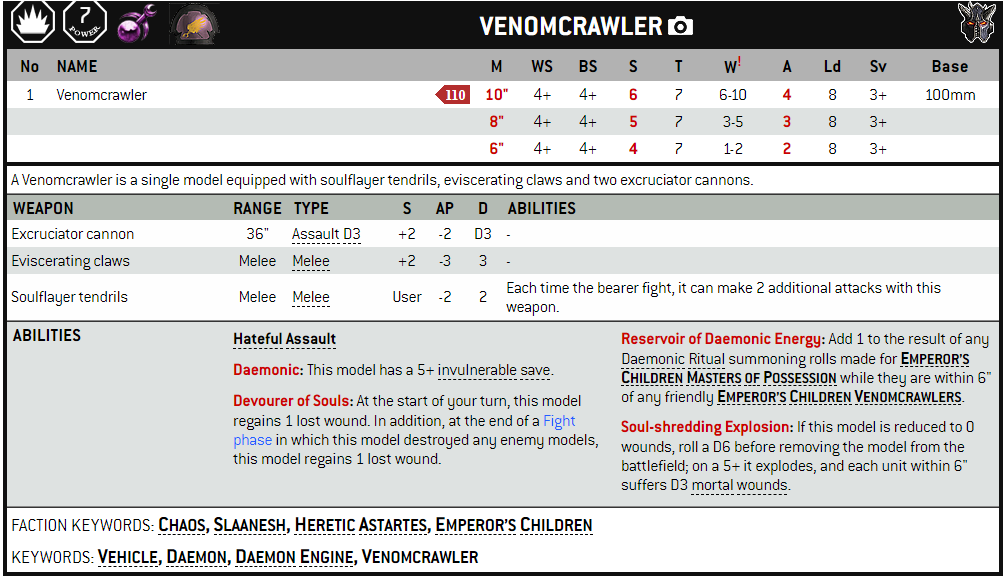 7
POWER
VENOMCRAWLER
No NAME M WS BS S T W! A Ld Sv Base
1 Venomcrawler 110 10" 4+ 4+ 6 7 6-10 4 8 3+ 100mm
8" 4+ 4+ 5 7 3-5 3 8 3+
6" 4+ 4+ 4 7 1-2 2 8 3+
A Venomcrawler is a single model equipped with soulflayer tendrils, eviscerating claws and two excruciator cannons.
WEAPON RANGE TYPE S AP D ABILITIES
Excruciator cannon 36" Assault D3 +2 -2 D3 -
Eviscerating claws Melee Melee +2 -3 3 -
Soulflayer tendrils Melee Melee User -2 2 Each time the bearer fight, it can make 2 additional attacks with this
weapon.
ABILITIES
Hateful Assault
Daemonic: This model has a 5+ invulnerable save.
Devourer of Souls: At the start of your turn, this model
regains 1 lost wound. In addition, at the end of a Fight
phase in which this model destroyed any enemy models,
this model regains 1 lost wound.
Reservoir of Daemonic Energy: Add 1 to the result of any
Daemonic Ritual summoning rolls made for EMPEROR'S
CHILDREN MASTERS OF POSSESSION while they are within 6"
of any friendly EMPEROR'S CHILDREN VENOMCRAWLERS.
Soul-shredding Explosion: If this model is reduced to 0
wounds, roll a D6 before removing the model from the
battlefield; on a 5+ it explodes, and each unit within 6"
suffers D3 mortal wounds.
FACTION KEYWORDS: CHAOS, SLAANESH, HERETIC ASTARTES, EMPEROR'S CHILDREN
KEYWORDS: VEHICLE, DAEMON, DAEMON ENGINE, VENOMCRAWLER